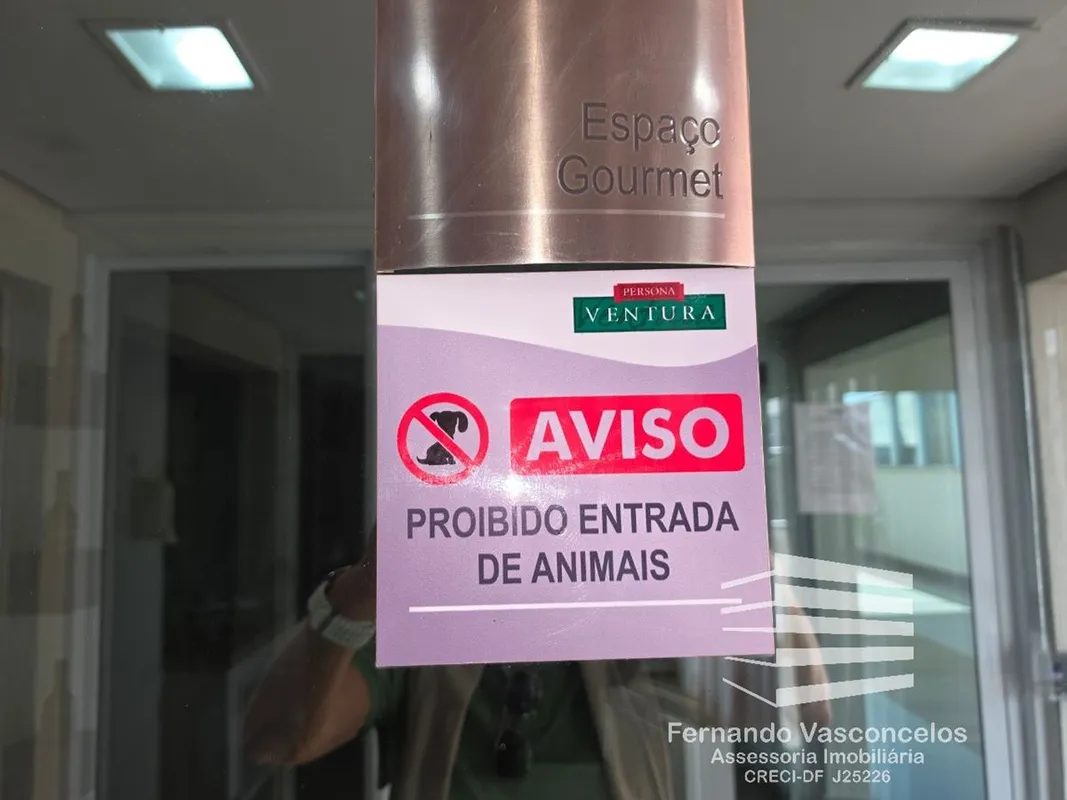 Espaço
Gourmet
PERSONA
VENTURA
AVISO
PROIBIDO ENTRADA
DE ANIMAIS
Fernando Vasconcelos
Assessoria Imobiliária
CRECI-DF J25226